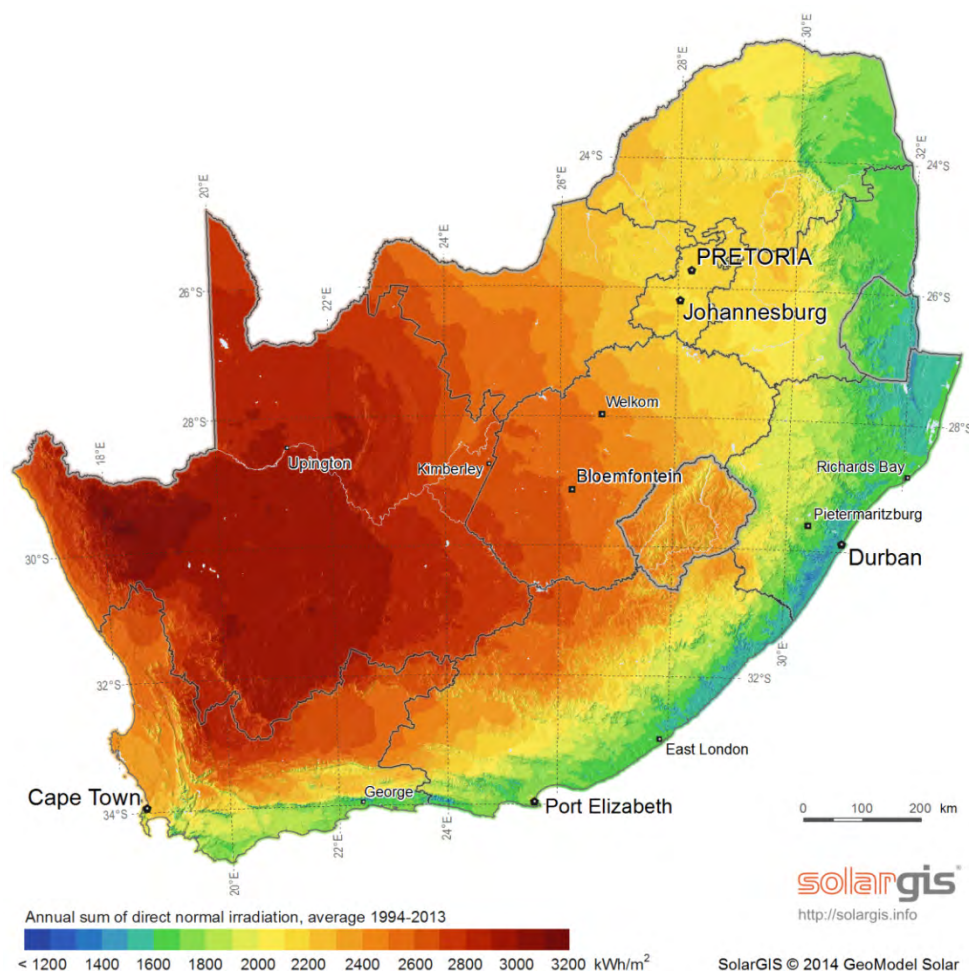 30°E
28°E
32°E
24°S
24°S
26°E
20°E
24°E
PRETORIA
22°E
26°S
26°S
26°S
Johannesburg
Welkom
28°S
28°S
18°E
Upington
Kimberley
Richards Bay
Bloemfontein
Pietermaritzburg
30°S
Durban
30°E
32°S
32°S
East London
George
Cape Town
Port Elizabeth
34°S
24°E
22°E
20°E
0 100 200 km
solargis
http://solargis.info
Annual sum of direct normal irradiation, average 1994-2013
< 1200 1400 1600 1800 2000 2200 2400 2600 2800 3000 3200 kWh/m²
SolarGIS © 2014 GeoModel Solar